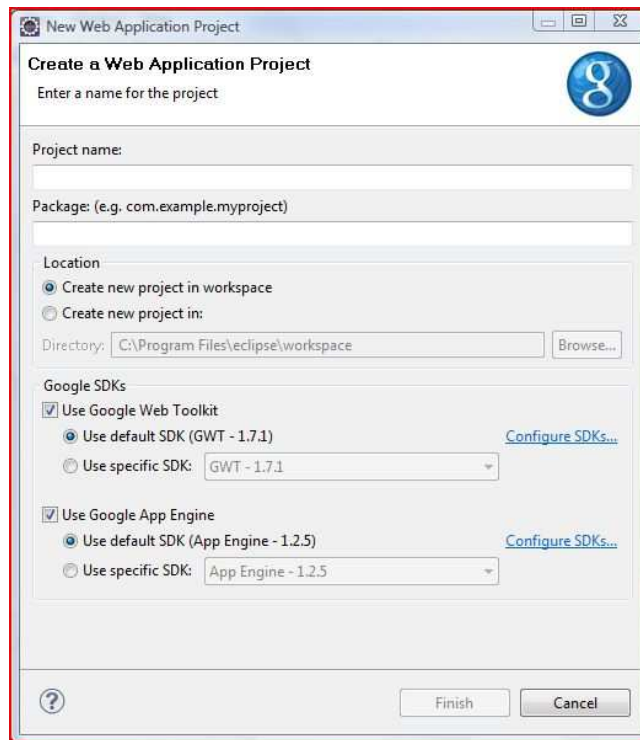 New Web Application Project
Create a Web Application Project
Enter a name for the project
Project name:
Package: (e.g. com.example.myproject)
Location
Create new project in workspace
Create new project in:
Directory: C:\Program Files\eclipse\workspace Browse...
Google SDKs
Use Google Web Toolkit
Use default SDK (GWT - 1.7.1) Configure SDKs...
Use specific SDK: GWT - 1.7.1
Use Google App Engine
Use default SDK (App Engine - 1.2.5) Configure SDKs...
Use specific SDK: App Engine - 1.2.5
? Finish Cancel